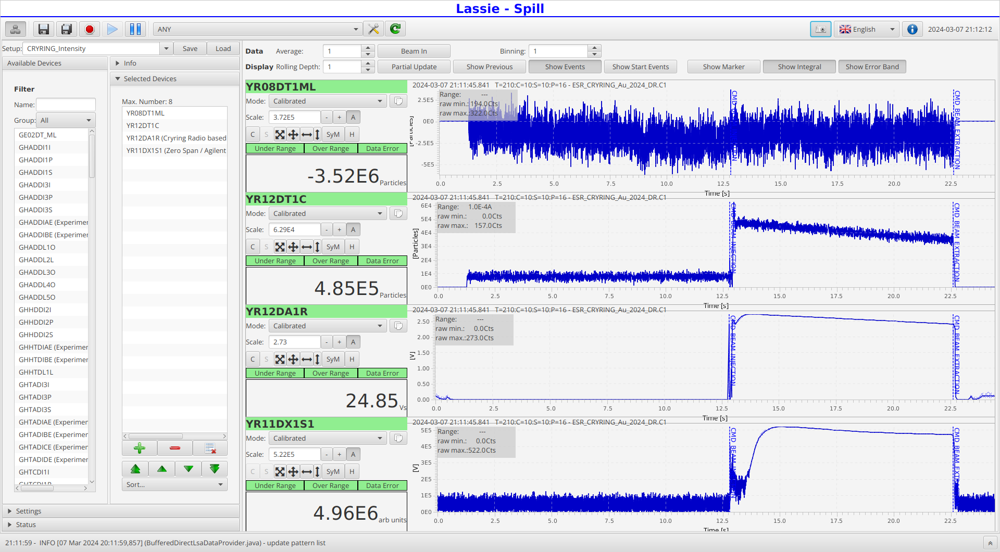 Lassie - Spill
ANY
English
2024-03-07 21:12:12
Setup: CRYRING_Intensity Save Load
Available Devices
Filter
Name:
Group: All
GE02DT_ML
GHADDI1I
GHADDI1P
GHADDI1S
GHADDI3I
GHADDI3P
GHADDI3S
GHADDIAE (Experimer
GHADDIBE (Experimer
GHADDL1O
GHADDL2L
GHADDL3O
GHADDL4O
GHADDL5O
GHHDDI2I
GHHDDI2P
GHHDDI2S
GHHTDIAE (Experimer
GHHTDIBE (Experimer
GHHTDL1L
GHTADI3I
GHTADI3P
GHTADI3S
GHTADIAE (Experimer
GHTADIBE (Experimer
GHTADICE (Experimer
GHTADIDE (Experimer
GHTCDI1I
GHTCDI1P
Info
Selected Devices
Max. Number: 8
YR08DT1ML
YR12DT1C
YR12DA1R (Cryring Radio based
YR11DX1S1 (Zero Span / Agilent
Sort...
Settings
Status
Data Average: 1 Beam In Binning: 1
Display Rolling Depth: 1 Partial Update Show Previous Show Events Show Start Events Show Marker Show Integral Show Error Band
YR08DT1ML
Mode: Calibrated
Scale: 3.72E5 - + A
C S SyM H
Under Range Over Range Data Error
-3.52E6 Particles
2024-03-07 21:11:45.841 T=210:C=10:S=10:P=16 - ESR_CRYRING_Au_2024_DR.C1
Range: ---
raw min.: 194.0Cts
raw max.:322.0Cts
2.5E5
0E0
-2.5E5
-5E5
CMD_BEAM_EXTRACTION
0.0 2.5 5.0 7.5 10.0 12.5 15.0 17.5 20.0 22.5
Time [s]
YR12DT1C
Mode: Calibrated
Scale: 6.29E4 - + A
C S SyM H
Under Range Over Range Data Error
4.85E5 Particles
2024-03-07 21:11:45.841 T=210:C=10:S=10:P=16 - ESR_CRYRING_Au_2024_DR.C1
Range: 1.0E-4A
raw min.: 0.0Cts
raw max.: 157.0Cts
[Particles]
6E4
5E4
4E4
3E4
2E4
1E4
0E0
CMD_BEAM_INJECTION
CMD_BEAM_EXTRACTION
0.0 2.5 5.0 7.5 10.0 12.5 15.0 17.5 20.0 22.5
Time [s]
YR12DA1R
Mode: Calibrated
Scale: 2.73 - + A
C S SyM H
Under Range Over Range Data Error
24.85 Vs
2024-03-07 21:11:45.841 T=210:C=10:S=10:P=16 - ESR_CRYRING_Au_2024_DR.C1
Range: ---
raw min.: 0.0Cts
raw max.:273.0Cts
[V]
2.50
2.00
1.50
1.00
0.50
0.00
CMD_BEAM_INJECTION
CMD_BEAM_EXTRACTION
0.0 2.5 5.0 7.5 10.0 12.5 15.0 17.5 20.0 22.5
Time [s]
YR11DX1S1
Mode: Calibrated
Scale: 5.22E5 - + A
C S SyM H
Under Range Over Range Data Error
4.96E6 arb units
2024-03-07 21:11:45.841 T=210:C=10:S=10:P=16 - ESR_CRYRING_Au_2024_DR.C1
Range: ---
raw min.: 0.0Cts
raw max.:522.0Cts
[V]
5E5
4E5
3E5
2E5
1E5
0E0
0.0 2.5 5.0 7.5 10.0 12.5 15.0 17.5 20.0 22.5
Time [s]
21:11:59 - INFO [07 Mar 2024 20:11:59,857] (BufferedDirectLsaDataProvider.java) - update pattern list